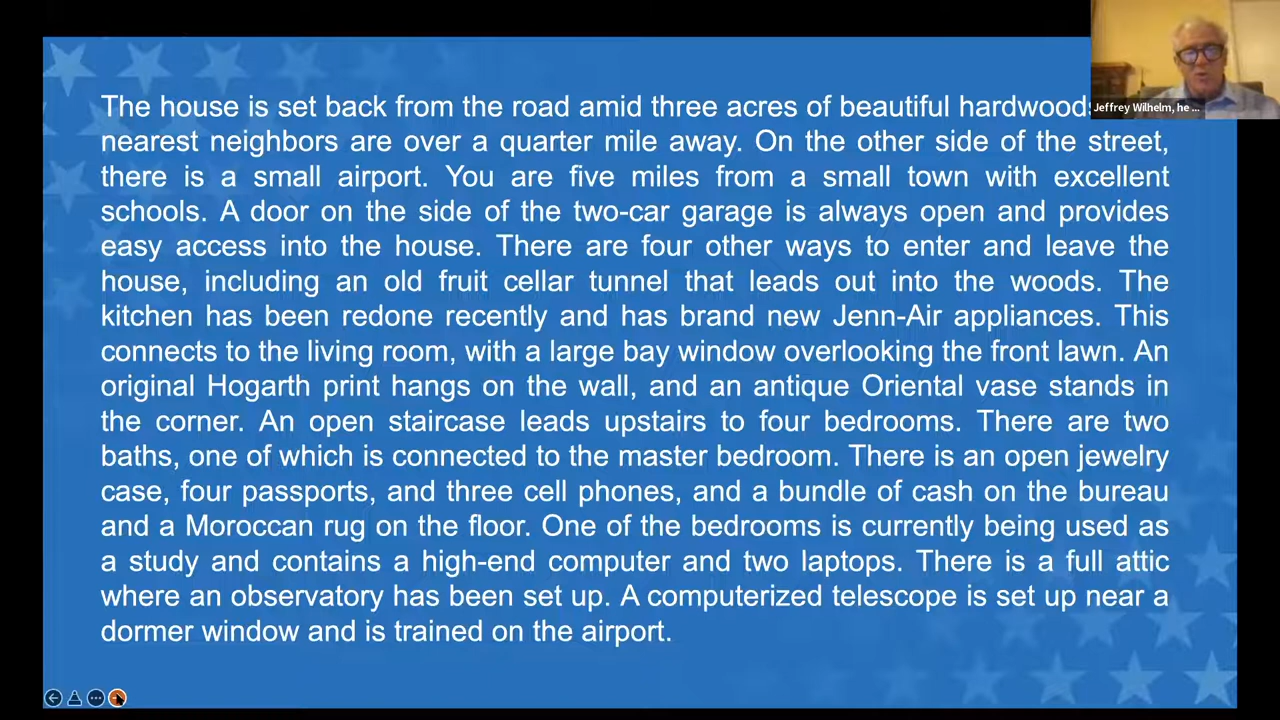 The house is set back from the road amid three acres of beautiful hardwoods
Jeffrey Wilhelm, he ...
nearest neighbors are over a quarter mile away. On the other side of the street,
there is a small airport. You are five miles from a small town with excellent
schools. A door on the side of the two-car garage is always open and provides
easy access into the house. There are four other ways to enter and leave the
house, including an old fruit cellar tunnel that leads out into the woods. The
kitchen has been redone recently and has brand new Jenn-Air appliances. This
connects to the living room, with a large bay window overlooking the front lawn. An
original Hogarth print hangs on the wall, and an antique Oriental vase stands in
the corner. An open staircase leads upstairs to four bedrooms. There are two
baths, one of which is connected to the master bedroom. There is an open jewelry
case, four passports, and three cell phones, and a bundle of cash on the bureau
and a Moroccan rug on the floor. One of the bedrooms is currently being used as
a study and contains a high-end computer and two laptops. There is a full attic
where an observatory has been set up. A computerized telescope is set up near a
dormer window and is trained on the airport.